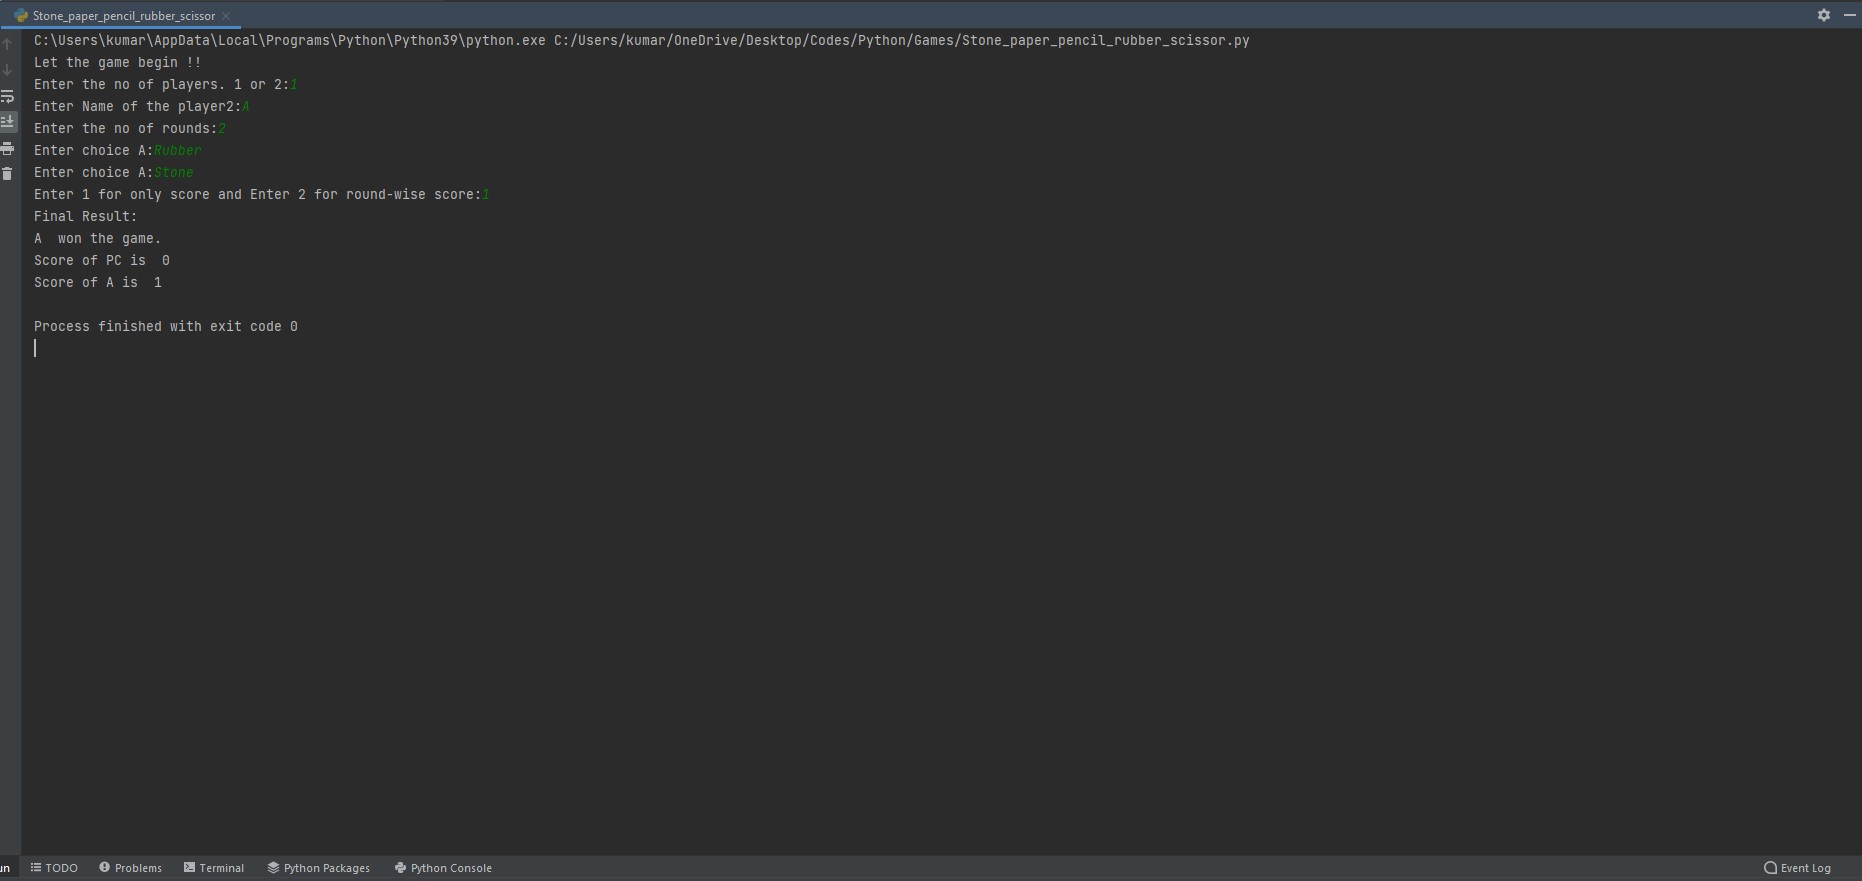 Stone_paper_pencil_rubber_scissor
C:\Users\kumar\AppData\Local\Programs\Python\Python39\python.exe C:/Users/kumar/OneDrive/Desktop/Codes/Python/Games/Stone_paper_pencil_rubber_scissor.py
Let the game begin !!
Enter the no of players. 1 or 2:1
Enter Name of the player2:A
Enter the no of rounds:2
Enter choice A:Rubber
Enter choice A:Stone
Enter 1 for only score and Enter 2 for round-wise score:1
Final Result:
A  won the game.
Score of PC is  0
Score of A is  1
Process finished with exit code 0
un TODO Problems Terminal Python Packages Python Console Event Log